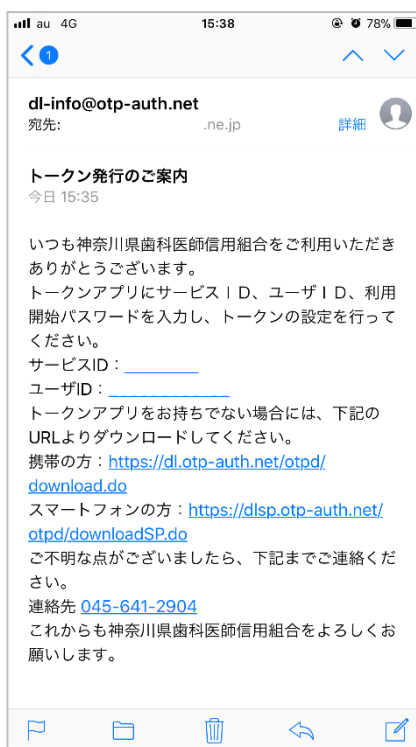 au 4G 15:38 78%
1
dl-info@otp-auth.net
宛先: .ne.jp 詳細
トークン発行のご案内
今日 15:35
いつも神奈川県歯科医師信用組合をご利用いただき
ありがとうございます。
トークンアプリにサービスＩＤ、ユーザＩＤ、利用
開始パスワードを入力し、トークンの設定を行って
ください。
サービスID：
ユーザID：
トークンアプリをお持ちでない場合には、下記の
URLよりダウンロードしてください。
携帯の方：https://dl.otp-auth.net/otpd/
download.do
スマートフォンの方：https://dlsp.otp-auth.net/
otpd/downloadSP.do
ご不明な点がございましたら、下記までご連絡くだ
さい。
連絡先 045-641-2904
これからも神奈川県歯科医師信用組合をよろしくお
願いします。